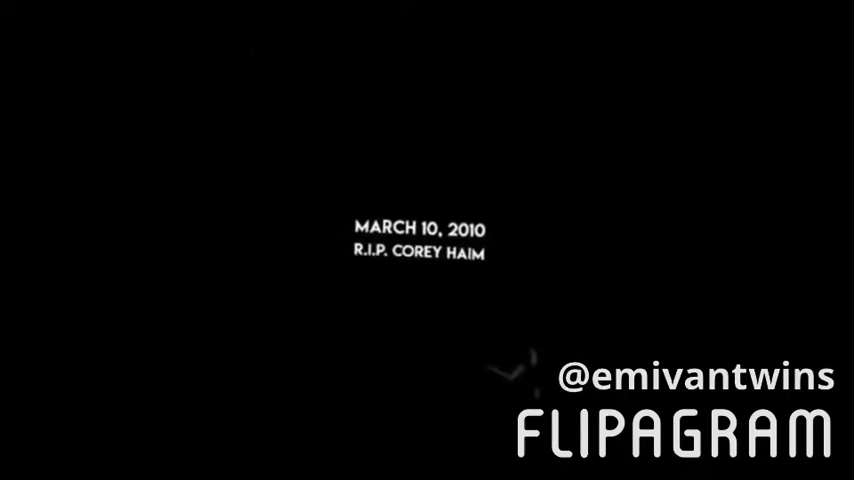 MARCH 10, 2010
R.I.P. COREY HAIM
@emivantwins
FLIPAGRAM